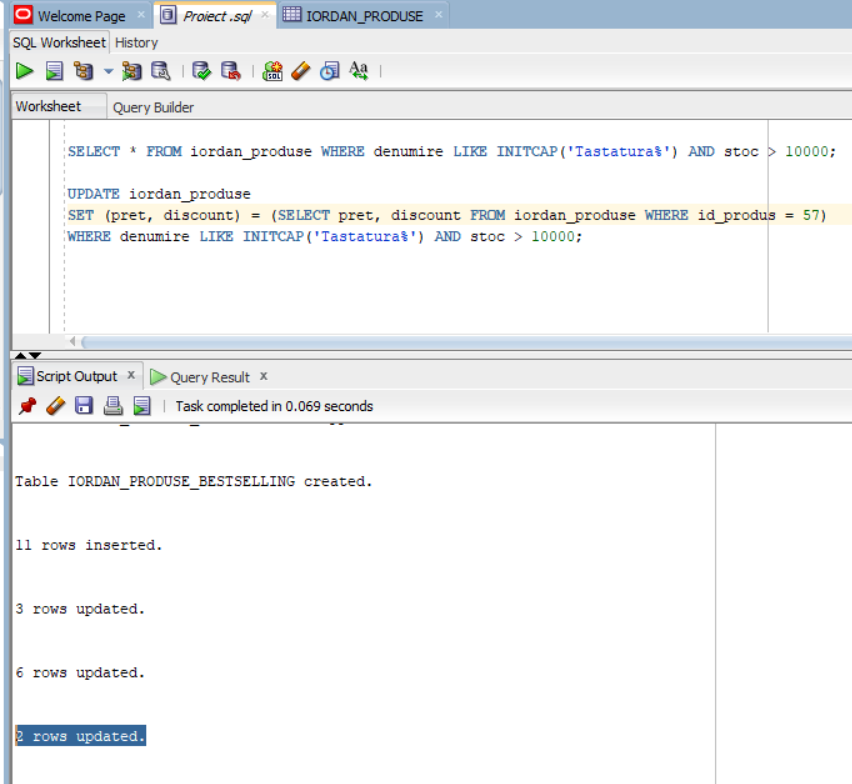 Welcome Page × Project .sql × IORDAN_PRODUSE ×
SQL Worksheet History
Worksheet Query Builder
SELECT * FROM iordan_produse WHERE denumire LIKE INITCAP('Tastatura%') AND stoc > 10000;
UPDATE iordan_produse
SET (pret, discount) = (SELECT pret, discount FROM iordan_produse WHERE id_produs = 57)
WHERE denumire LIKE INITCAP('Tastatura%') AND stoc > 10000;
Script Output x Query Result x
Task completed in 0.069 seconds
Table IORDAN_PRODUSE_BESTSELLING created.
11 rows inserted.
3 rows updated.
6 rows updated.
2 rows updated.